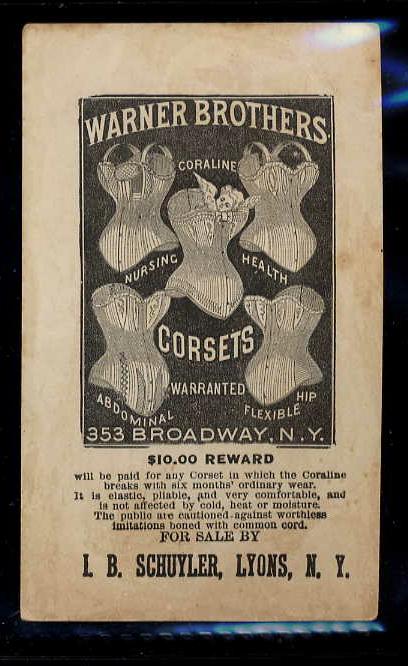 WARNER BROTHERS
CORALINE
NURSING
HEALTH
CORSETS
WARRANTED
ABDOMINAL
FLEXIBLE HIP
353 BROADWAY, N.Y.
$10.00 REWARD
will be paid for any Corset in which the Coraline
breaks with six months' ordinary wear.
It is elastic, pliable, and very comfortable, and
is not affected by cold, heat or moisture.
The public are cautioned against worthless
imitations boned with common cord.
FOR SALE BY
I. B. SCHUYLER, LYONS, N. Y.